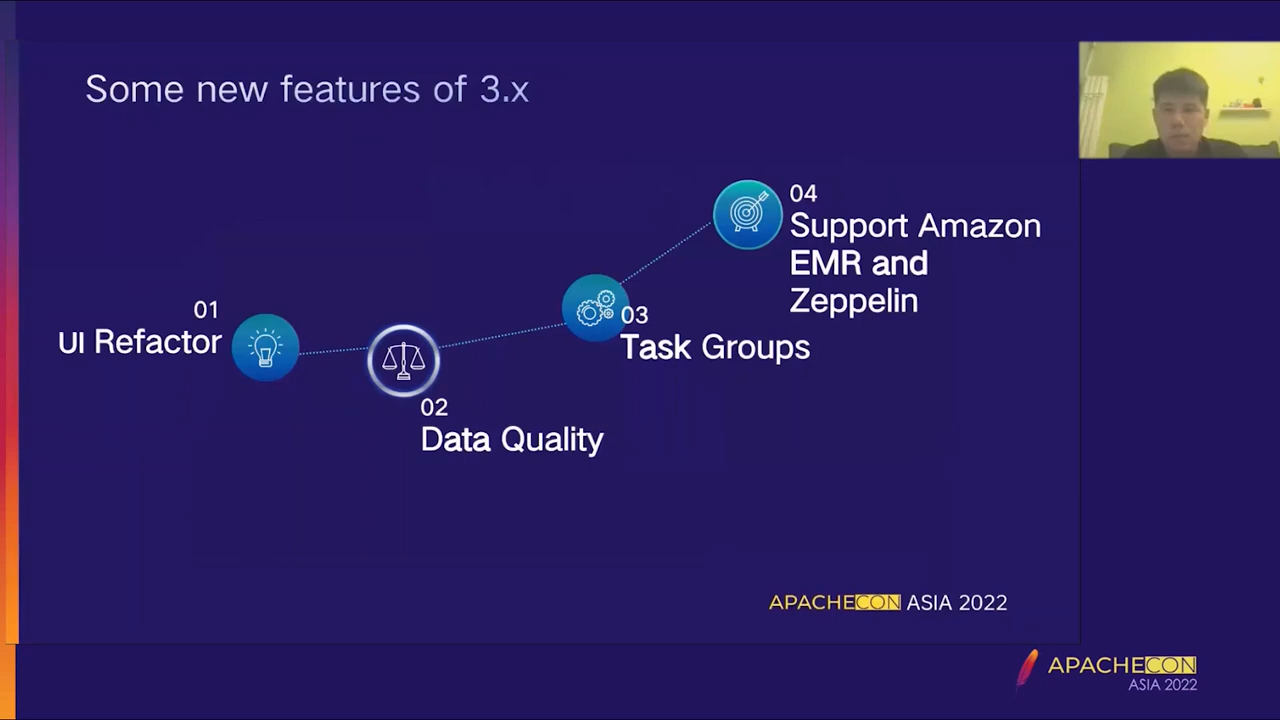 Some new features of 3.x
01
UI Refactor
02
Data Quality
03
Task Groups
04
Support Amazon
EMR and
Zeppelin
APACHECON ASIA 2022
APACHECON
ASIA 2022